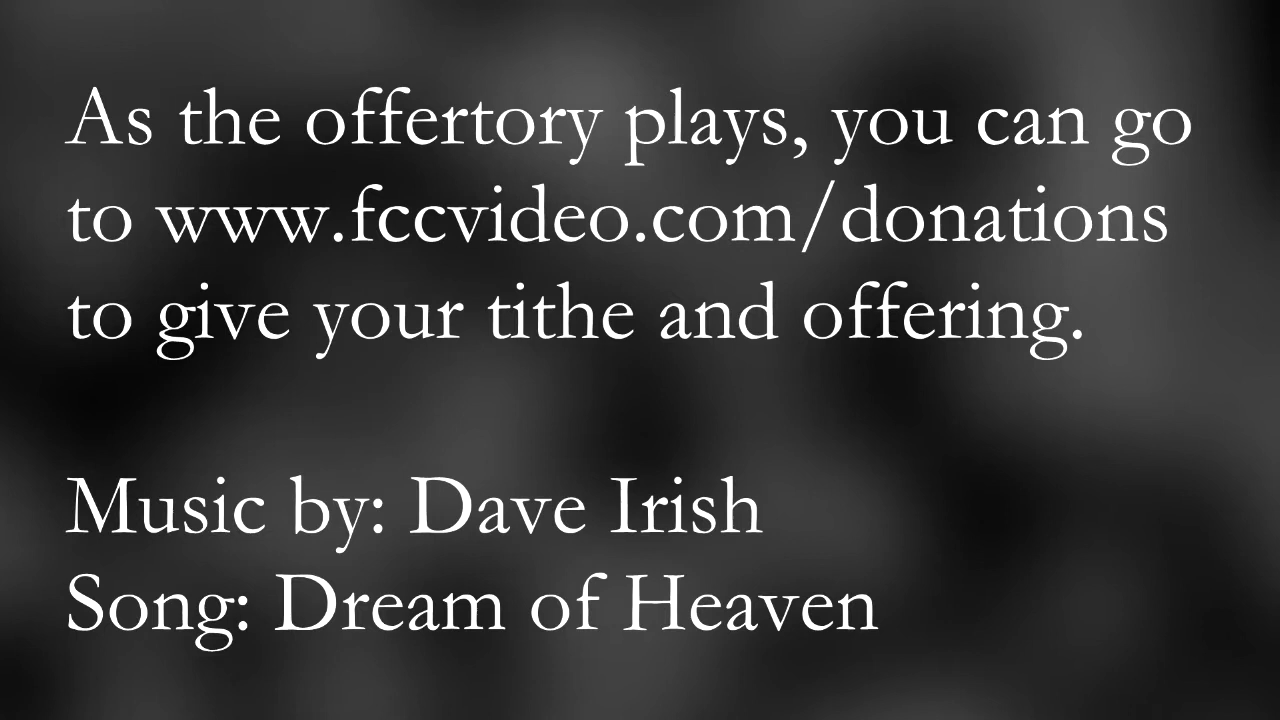 As the offertory plays, you can go
to www.fccvideo.com/donations
to give your tithe and offering.
Music by: Dave Irish
Song: Dream of Heaven